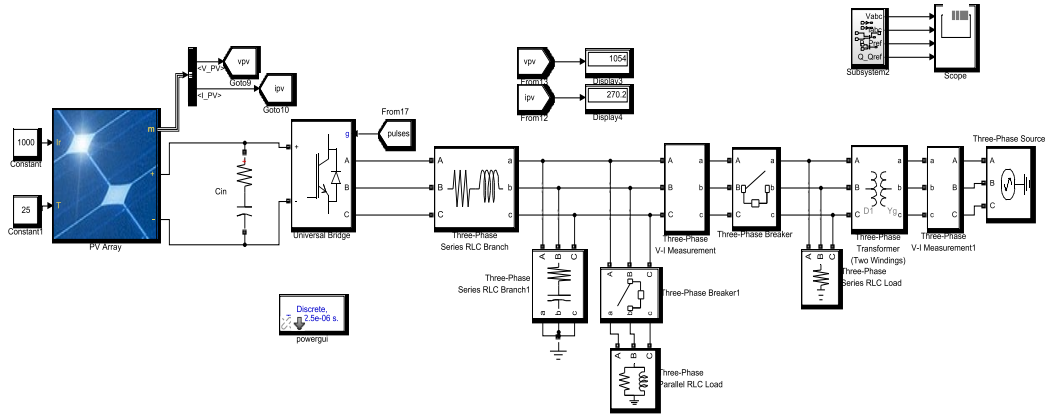 <V_PV>
<I_PV>
vpv
Goto9
ipv
Goto10
vpv
From13
1054
Display3
ipv
From12
270.2
Display4
Vabc
Pref
Q_Qref
Subsystem2
Scope
1000
Constant
25
Constant1
Ir
T
m
+
-
PV Array
Cin
+
-
g
A
B
C
Universal Bridge
From17
pulses
A
B
C
a
b
c
Three-Phase
Series RLC Branch
A B C
a b c
Three-Phase
Series RLC Branch1
A B C
a b c
Three-Phase Breaker1
A B C
Three-Phase
Parallel RLC Load
A
B
C
a
b
c
Three-Phase
V-I Measurement
A
B
C
a
b
c
Three-Phase Breaker
A B C
Three-Phase
Series RLC Load
A
B
C
a
b
c
D1
Yg
Three-Phase
Transformer
(Two Windings)
A
B
C
a
b
c
Three-Phase
V-I Measurement1
Three-Phase Source
A
B
C
Discrete,
2.5e-06 s.
powergui